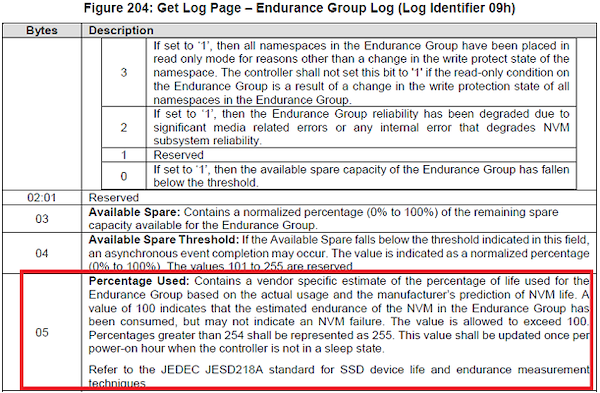 Figure 204: Get Log Page – Endurance Group Log (Log Identifier 09h)
Bytes Description
3 If set to ‘1’, then all namespaces in the Endurance Group have been placed in
read only mode for reasons other than a change in the write protect state of the
namespace. The controller shall not set this bit to '1' if the read-only condition on
the Endurance Group is a result of a change in the write protection state of all
namespaces in the Endurance Group.
2 If set to ‘1’, then the Endurance Group reliability has been degraded due to
significant media related errors or any internal error that degrades NVM
subsystem reliability.
1 Reserved
0 If set to ‘1’, then the available spare capacity of the Endurance Group has fallen
below the threshold.
02:01 Reserved
03 Available Spare: Contains a normalized percentage (0% to 100%) of the remaining spare
capacity available for the Endurance Group.
04 Available Spare Threshold: If the Available Spare falls below the threshold indicated in this field,
an asynchronous event completion may occur. The value is indicated as a normalized percentage
(0% to 100%). The values 101 to 255 are reserved.
05 Percentage Used: Contains a vendor specific estimate of the percentage of life used for the
Endurance Group based on the actual usage and the manufacturer’s prediction of NVM life. A
value of 100 indicates that the estimated endurance of the NVM in the Endurance Group has
been consumed, but may not indicate an NVM failure. The value is allowed to exceed 100.
Percentages greater than 254 shall be represented as 255. This value shall be updated once per
power-on hour when the controller is not in a sleep state.
Refer to the JEDEC JESD218A standard for SSD device life and endurance measurement
techniques